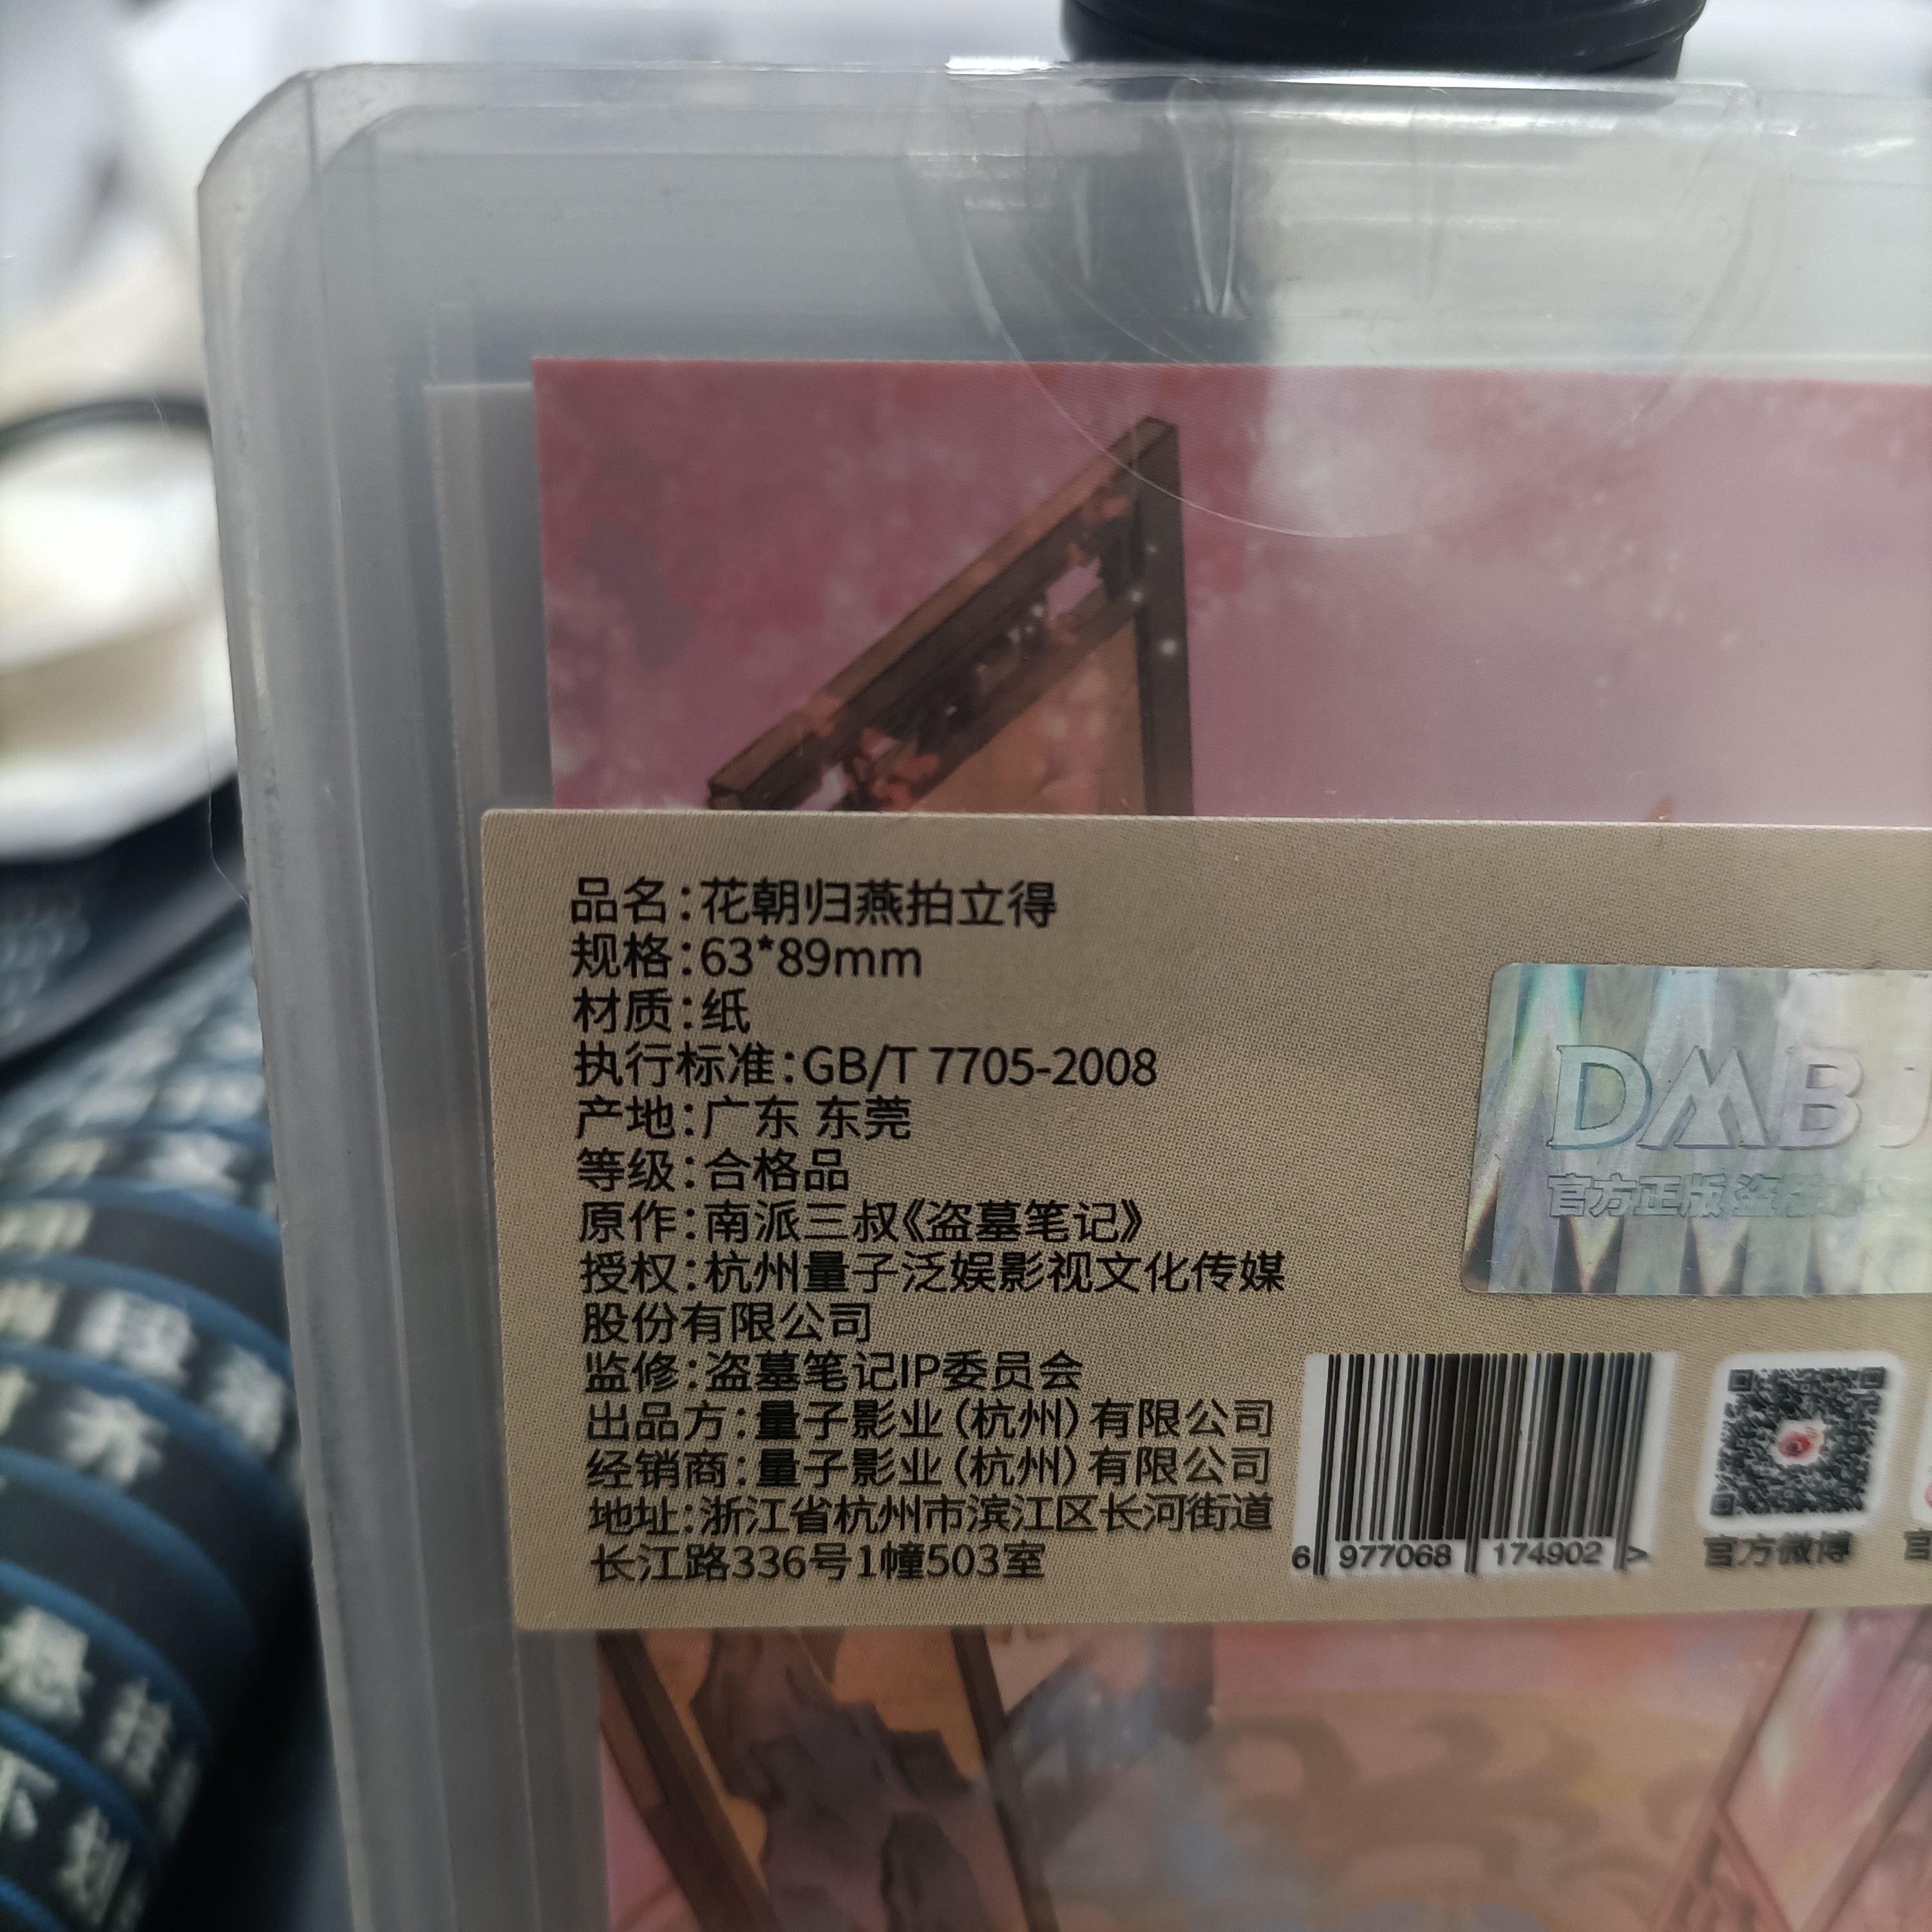 品名:花朝归燕拍立得
规格:63*89mm
材质:纸
执行标准:GB/T 7705-2008
产地:广东 东莞
等级:合格品
原作:南派三叔《盗墓笔记》
授权:杭州量子泛娱影视文化传媒
股份有限公司
监修:盗墓笔记IP委员会
出品方:量子影业(杭州)有限公司
经销商:量子影业(杭州)有限公司
地址:浙江省杭州市滨江区长河街道
长江路336号1幢503室
DMBJ
官方正版 盗版
6 977068 174902 >
官方微博
官